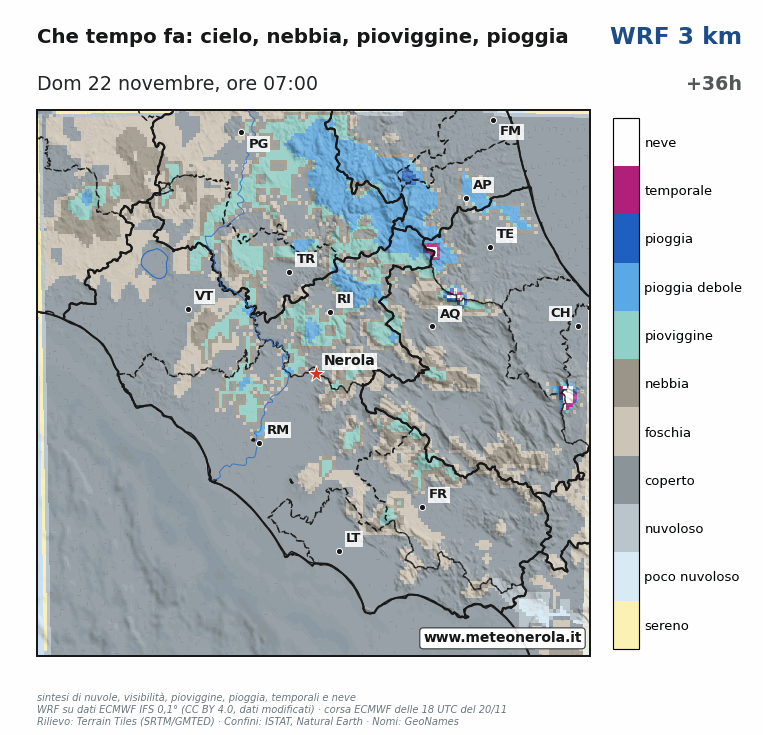 Che tempo fa: cielo, nebbia, pioviggine, pioggia
WRF 3 km
Dom 22 novembre, ore 07:00
+36h
FM
PG
AP
TE
TR
RI
VT
AQ
CH
Nerola
RM
FR
LT
www.meteonerola.it
neve
temporale
pioggia
pioggia debole
pioviggine
nebbia
foschia
coperto
nuvoloso
poco nuvoloso
sereno
sintesi di nuvole, visibilità, pioviggine, pioggia, temporali e neve
WRF su dati ECMWF IFS 0,1° (CC BY 4.0, dati modificati) · corsa ECMWF delle 18 UTC del 20/11
Rilievo: Terrain Tiles (SRTM/GMTED) · Confini: ISTAT, Natural Earth · Nomi: GeoNames